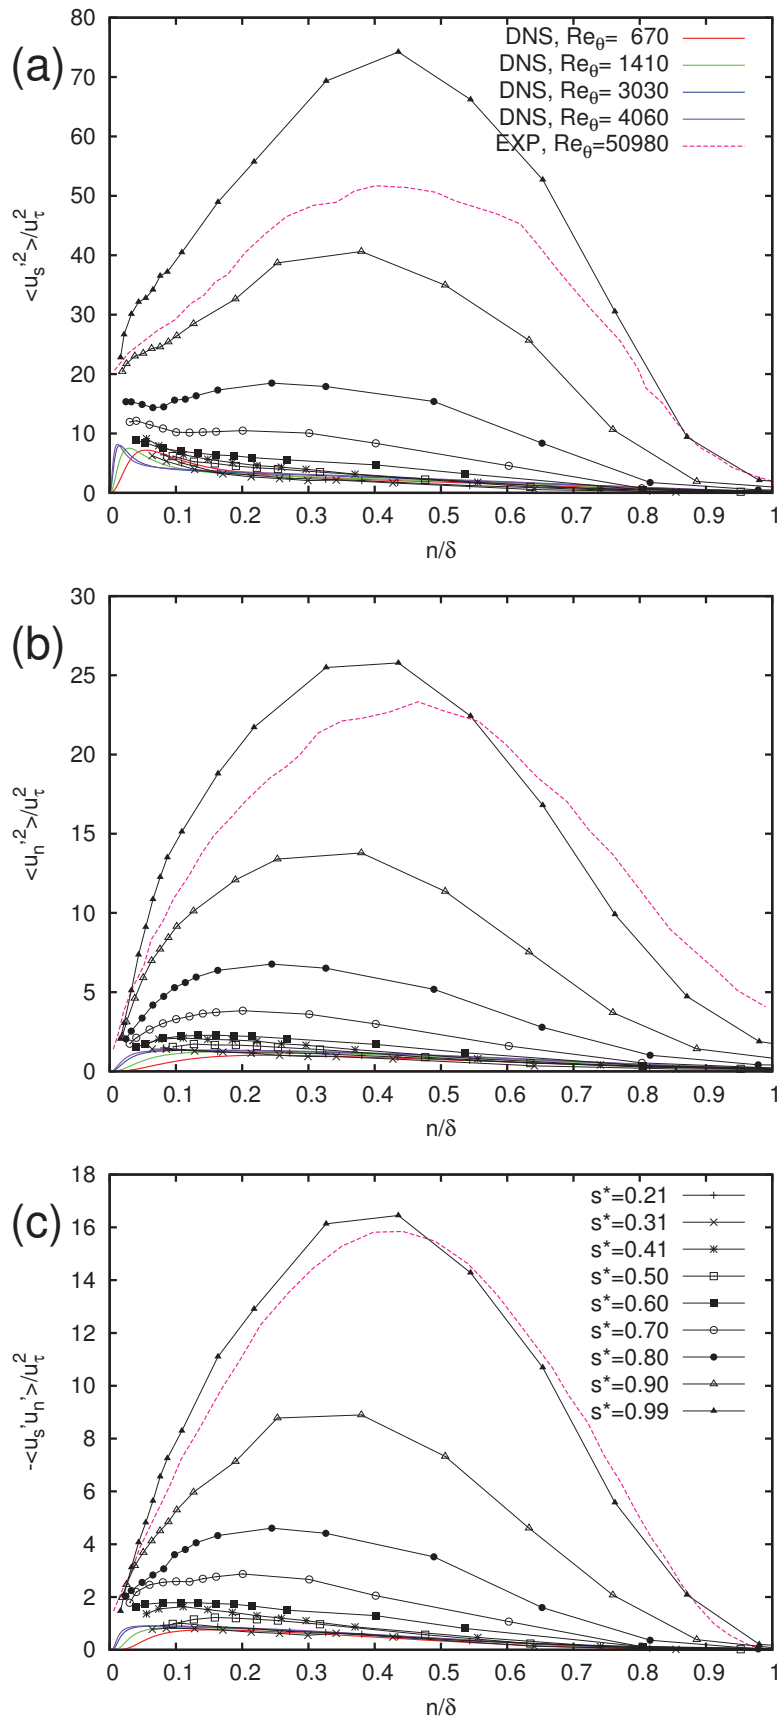 (a)
80
70
60
50
40
30
20
10
0
<u_s'^2>/u_τ^2
DNS, Re_θ= 670
DNS, Re_θ= 1410
DNS, Re_θ= 3030
DNS, Re_θ= 4060
EXP, Re_θ=50980
0 0.1 0.2 0.3 0.4 0.5 0.6 0.7 0.8 0.9 1
n/δ
(b)
30
25
20
15
10
5
0
<u_n'^2>/u_τ^2
0 0.1 0.2 0.3 0.4 0.5 0.6 0.7 0.8 0.9 1
n/δ
(c)
18
16
14
12
10
8
6
4
2
0
-<u_s'u_n'>/u_τ^2
s*=0.21
s*=0.31
s*=0.41
s*=0.50
s*=0.60
s*=0.70
s*=0.80
s*=0.90
s*=0.99
0 0.1 0.2 0.3 0.4 0.5 0.6 0.7 0.8 0.9 1
n/δ